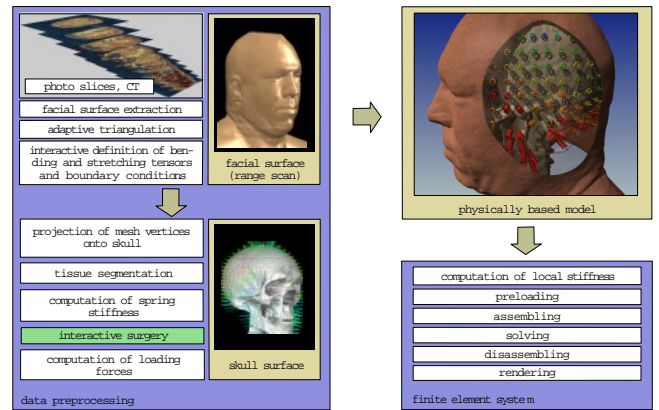 photo slices, CT
facial surface extraction
adaptive triangulation
interactive definition of ben-
ding and stretching tensors
and boundary conditions
facial surface
(range scan)
projection of mesh vertices
onto skull
tissue segmentation
computation of spring
stiffness
interactive surgery
computation of loading
forces
skull surface
data preprocessing
physically based model
computation of local stiffness
preloading
assembling
solving
disassembling
rendering
finite element system